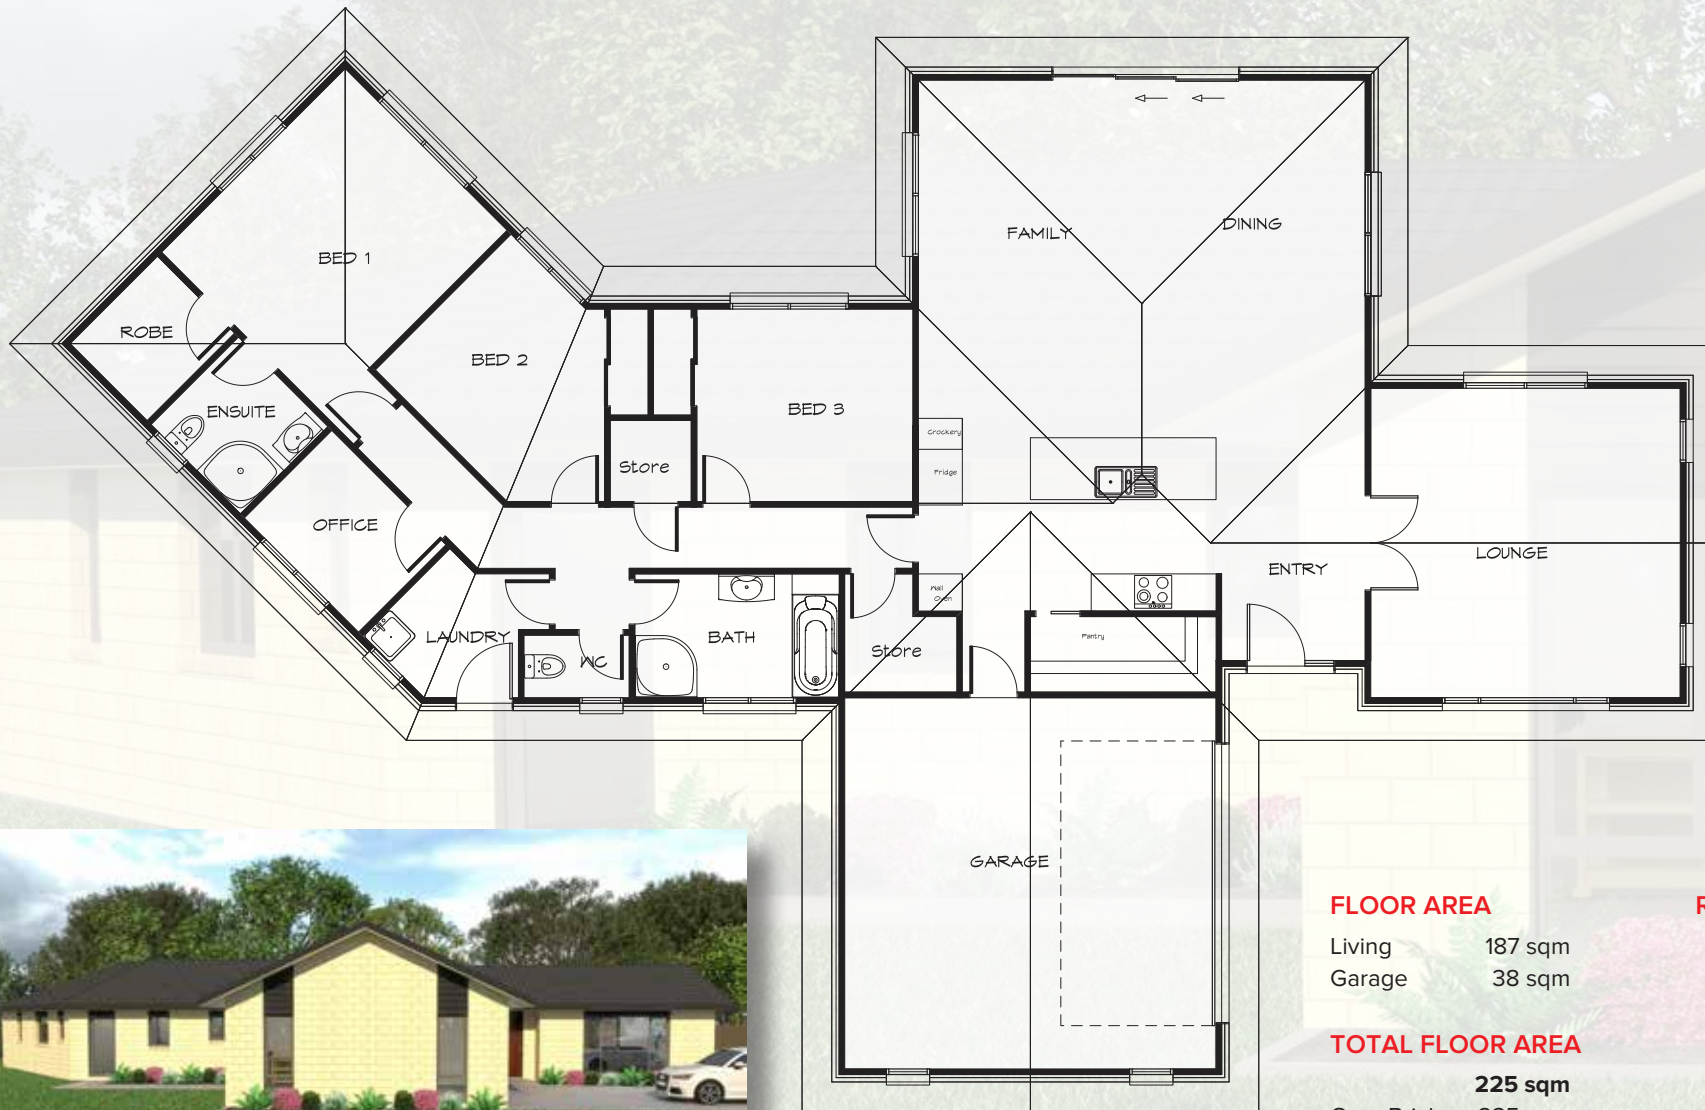 FAMILY
DINING
BED 1
ROBE
BED 2
ENSUITE
BED 3
Crockery
Store
Fridge
OFFICE
LOUNGE
ENTRY
Wall
Oven
LAUNDRY
BATH
Pantry
WC
Store
GARAGE
FLOOR AREA
Living 187 sqm
Garage 38 sqm
TOTAL FLOOR AREA
225 sqm